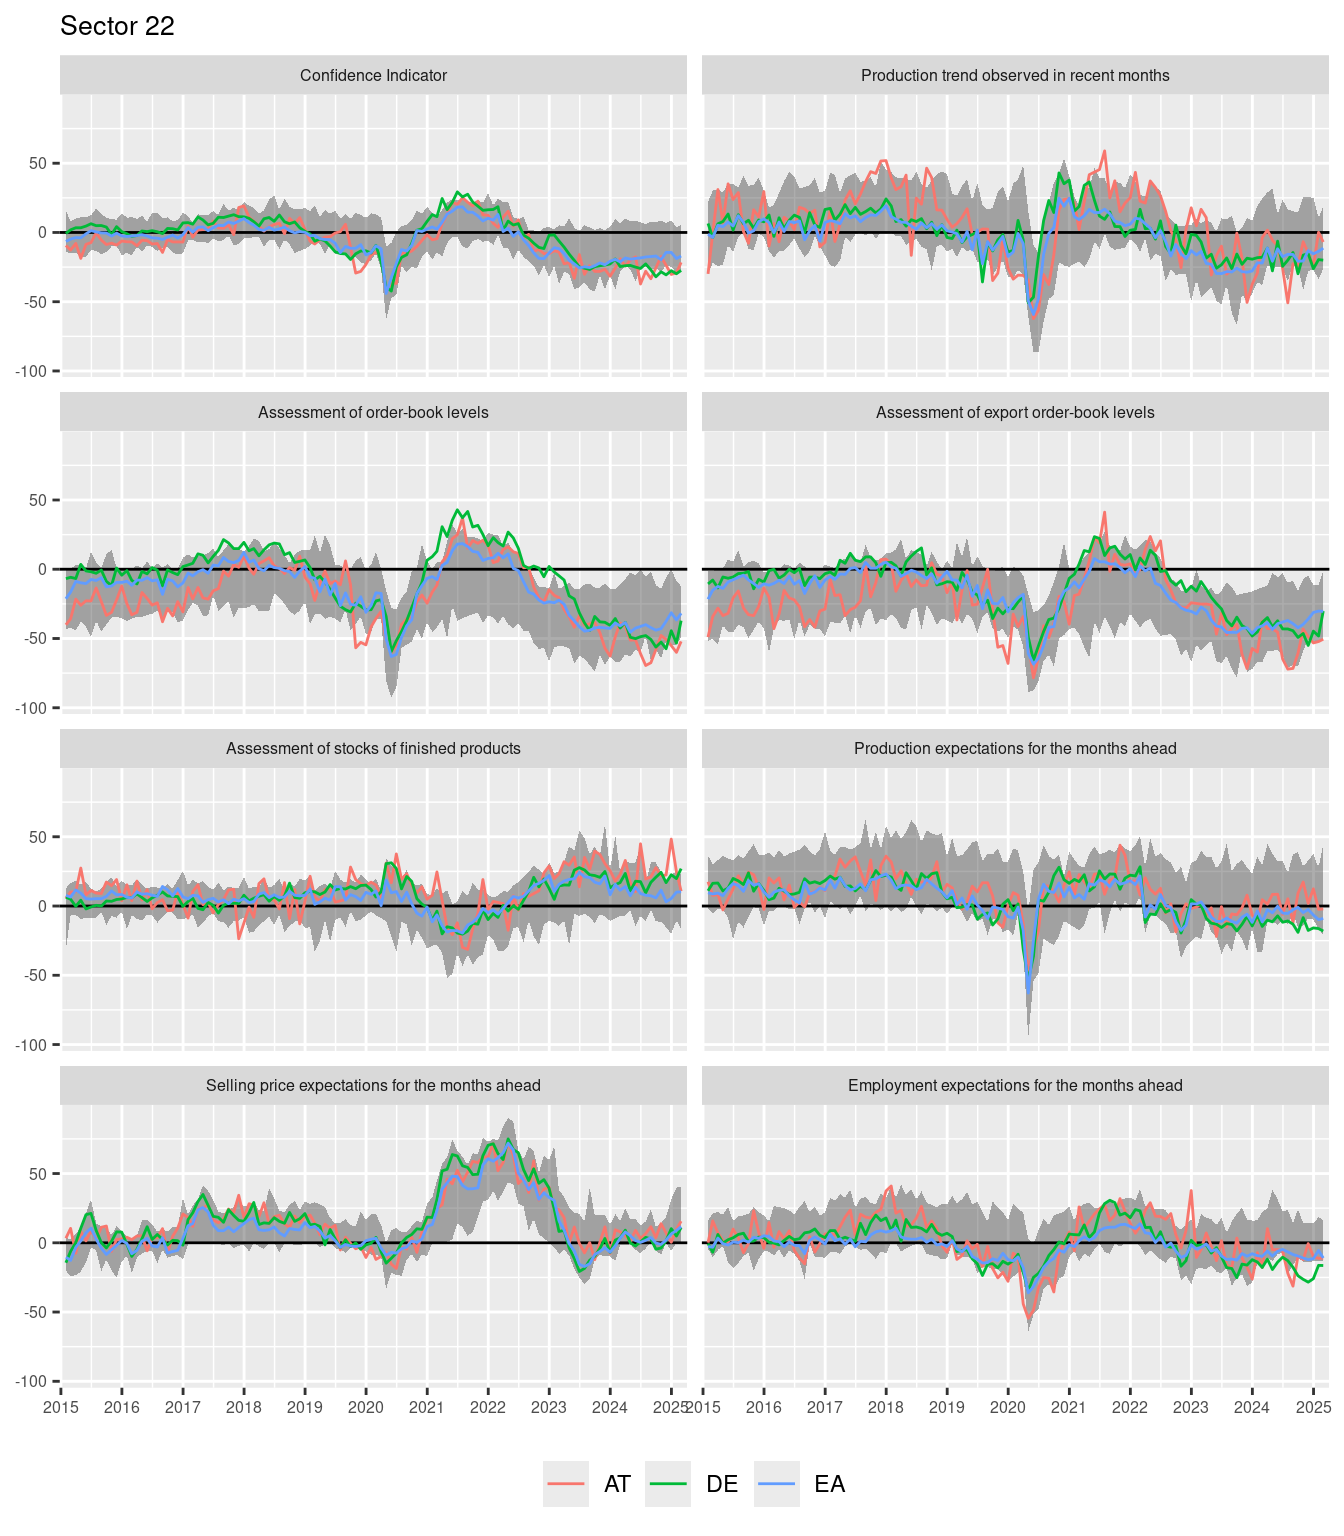 Sector 22
Confidence Indicator
Production trend observed in recent months
50
0
-50
-100
Assessment of order-book levels
Assessment of export order-book levels
50
0
-50
-100
Assessment of stocks of finished products
Production expectations for the months ahead
50
0
-50
-100
Selling price expectations for the months ahead
Employment expectations for the months ahead
50
0
-50
-100
2015 2016 2017 2018 2019 2020 2021 2022 2023 2024 2025
2015 2016 2017 2018 2019 2020 2021 2022 2023 2024 2025
AT DE EA